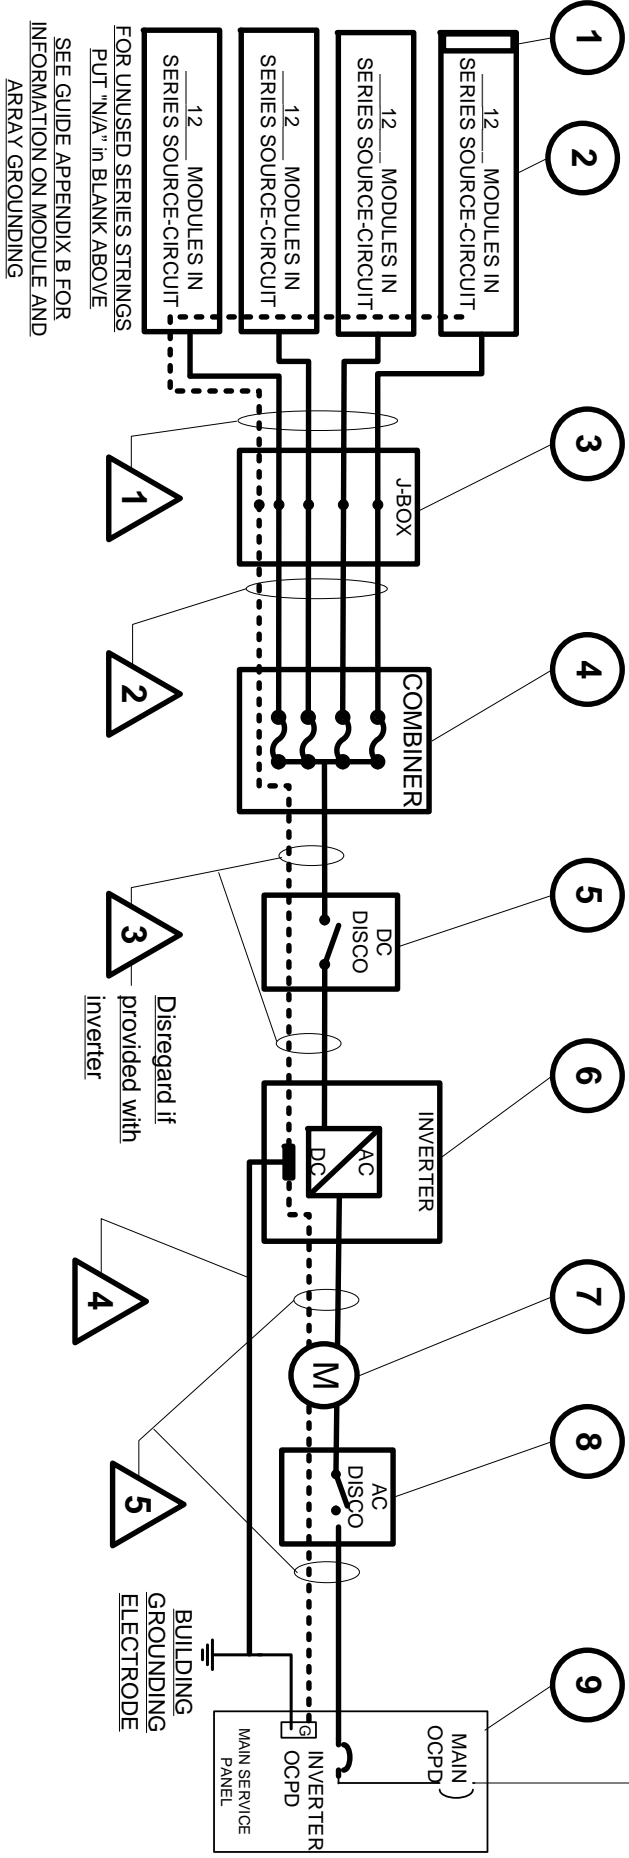 1
2
3
4
5
6
7
8
9
12 MODULES IN
SERIES SOURCE-CIRCUIT
12 MODULES IN
SERIES SOURCE-CIRCUIT
12 MODULES IN
SERIES SOURCE-CIRCUIT
12 MODULES IN
SERIES SOURCE-CIRCUIT
FOR UNUSED SERIES STRINGS
PUT "N/A" in BLANK ABOVE
SEE GUIDE APPENDIX B FOR
INFORMATION ON MODULE AND
ARRAY GROUNDING
J-BOX
COMBINER
DC
DISCO
INVERTER
AC
DC
M
AC
DISCO
MAIN
OCPD
G
INVERTER
OCPD
MAIN SERVICE
PANEL
1
2
3
Disregard if
provided with
inverter
4
5
BUILDING
GROUNDING
ELECTRODE